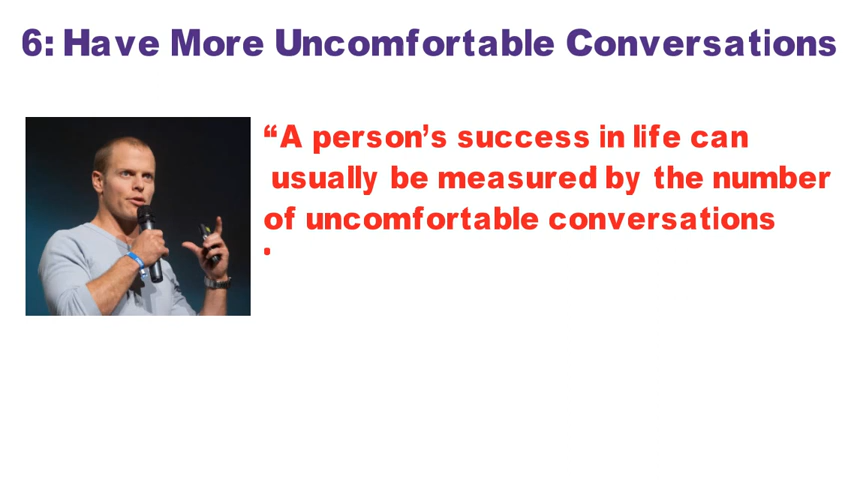 6: Have More Uncomfortable Conversations
“A person’s success in life can
usually be measured by the number
of uncomfortable conversations